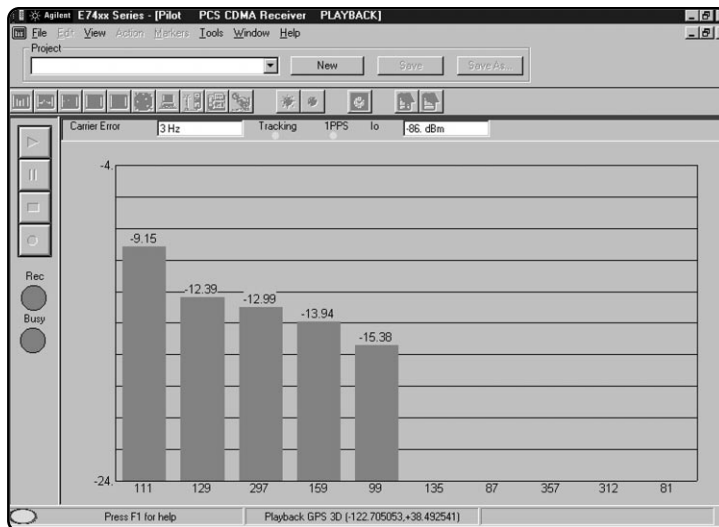 Agilent E74xx Series - [Pilot PCS CDMA Receiver PLAYBACK]
File Edit View Action Markers Tools Window Help
Project
New Save Save As...
Carrier Error 3 Hz Tracking 1PPS Io -86. dBm
-4.
-9.15
-12.39
-12.99
-13.94
-15.38
-24.
111 129 297 159 99 135 87 357 312 81
Rec
Busy
Press F1 for help Playback GPS 3D (-122.705053,+38.492541)